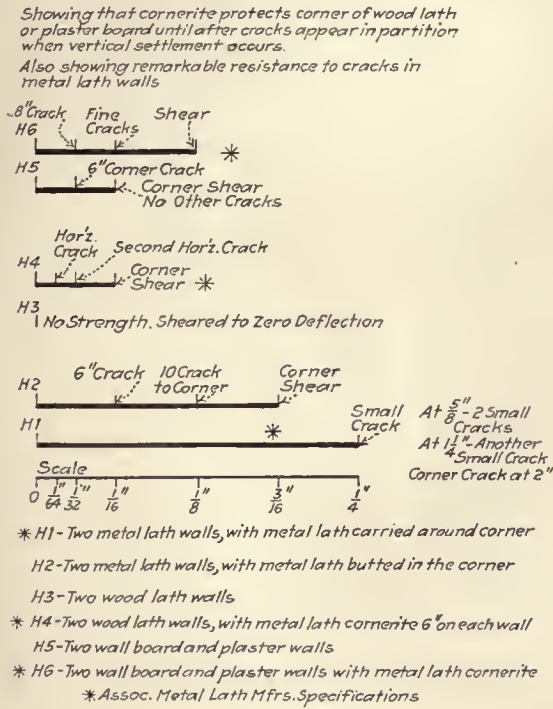 Showing that cornerite protects corner of wood lath
or plaster board until after cracks appear in partition
when vertical settlement occurs.
Also showing remarkable resistance to cracks in
metal lath walls
8" Crack Fine Cracks Shear
H6
*
H5
6" Corner Crack
Corner Shear
No Other Cracks
Hor'z. Crack
Second Hor'z. Crack
H4
Corner Shear *
H3
No Strength. Sheared to Zero Deflection
6" Crack 10 Crack to Corner Corner Shear
H2
H1
*
Small Crack
At 5/8" - 2 Small Cracks
At 1 1/4" - Another Small Crack
Corner Crack at 2"
Scale
0 1/64" 1/32" 1/16" 1/8" 3/16" 1/4"
* H1 - Two metal lath walls, with metal lath carried around corner
H2 - Two metal lath walls, with metal lath butted in the corner
H3 - Two wood lath walls
* H4 - Two wood lath walls, with metal lath cornerite 6" on each wall
H5 - Two wall board and plaster walls
* H6 - Two wall board and plaster walls with metal lath cornerite
* Assoc. Metal Lath Mfrs. Specifications